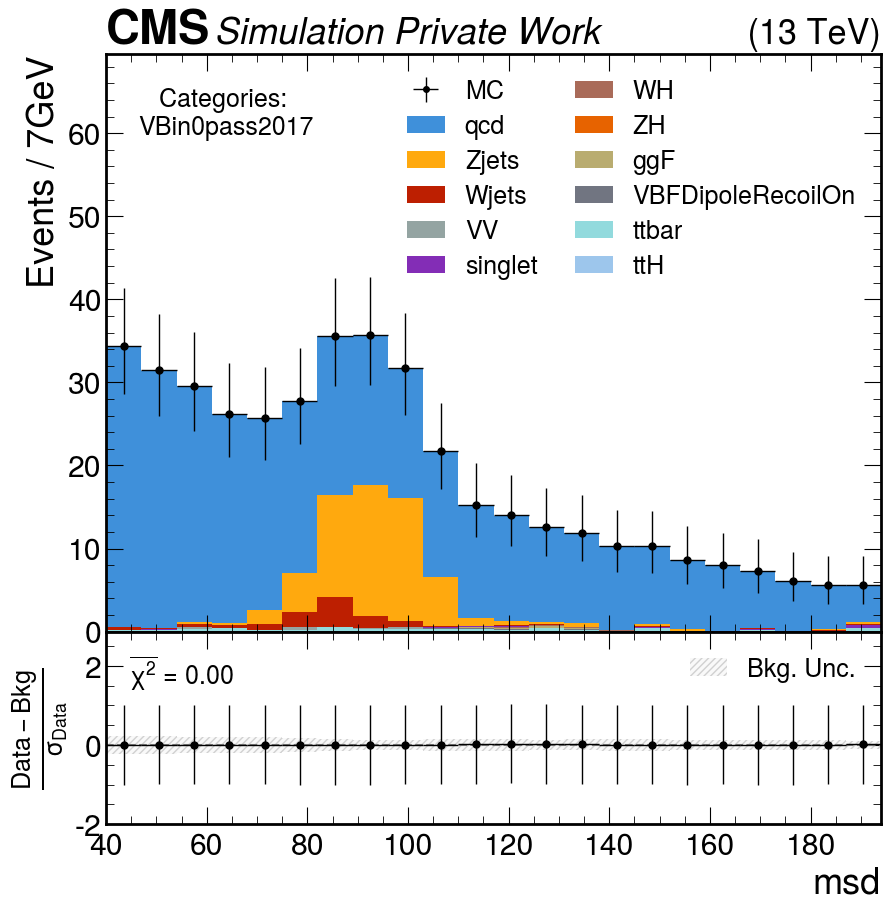 CMS Simulation Private Work (13 TeV)
Events / 7GeV
Categories:
VBin0pass2017
MC
qcd
Zjets
Wjets
VV
singlet
WH
ZH
ggF
VBFDipoleRecoilOn
ttbar
ttH
60
50
40
30
20
10
0
Data – Bkg
σData
χ² = 0.00
Bkg. Unc.
2
0
-2
40 60 80 100 120 140 160 180
msd